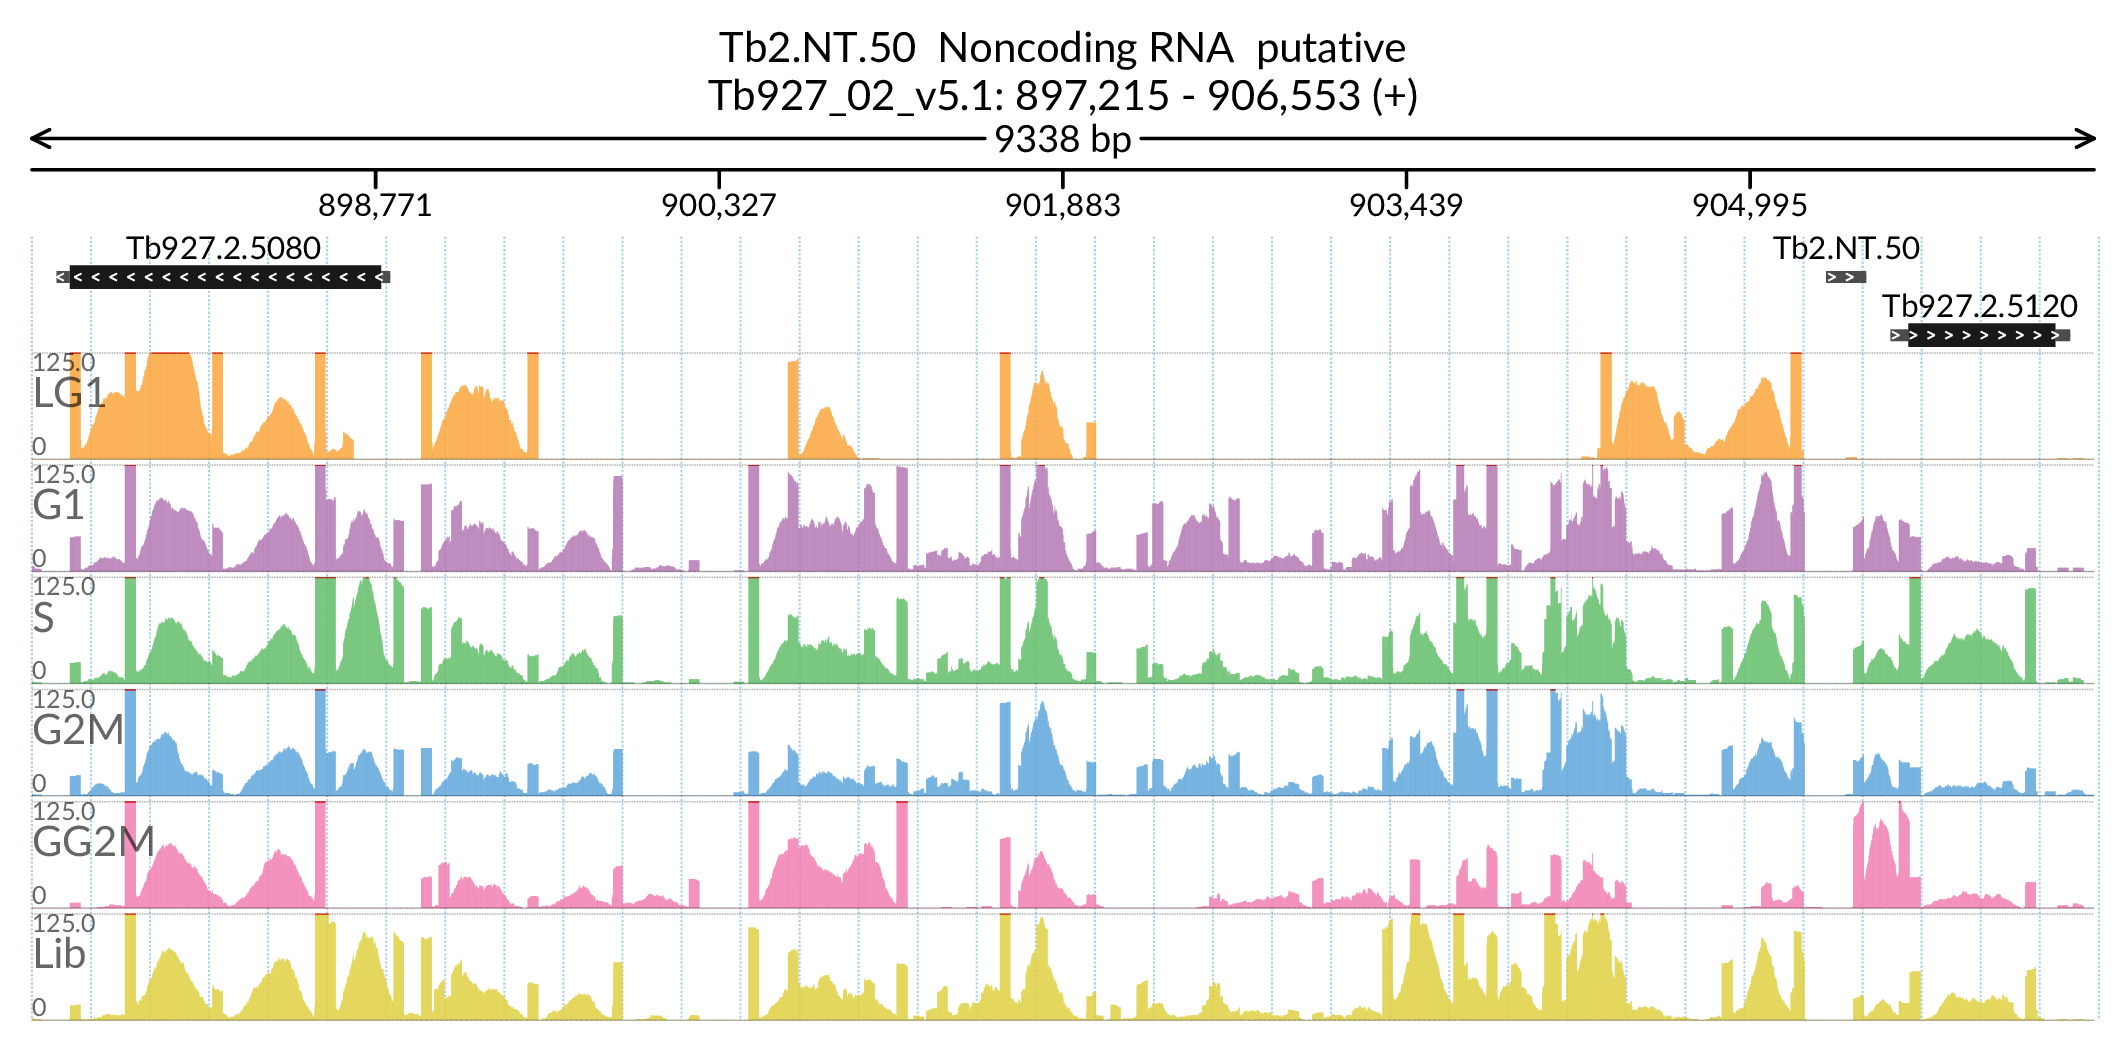 Tb2.NT.50 Noncoding RNA putative
Tb927_02_v5.1: 897,215 - 906,553 (+)
9338 bp
898,771 900,327 901,883 903,439 904,995
Tb927.2.5080 Tb2.NT.50
Tb927.2.5120
125.0
LG1
0
125.0
G1
0
125.0
S
0
125.0
G2M
0
125.0
GG2M
0
125.0
Lib
0